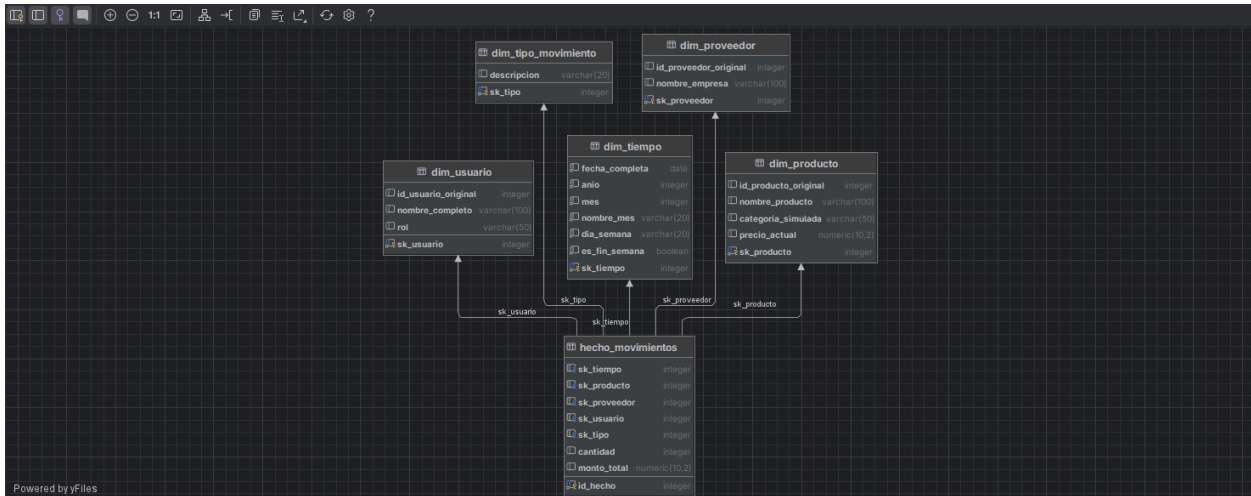 1:1
?
dim_tipo_movimiento
descripcion varchar(20)
sk_tipo integer
dim_proveedor
id_proveedor_original integer
nombre_empresa varchar(100)
sk_proveedor integer
dim_usuario
id_usuario_original integer
nombre_completo varchar(100)
rol varchar(50)
sk_usuario integer
dim_tiempo
fecha_completa date
anio integer
mes integer
nombre_mes varchar(20)
dia_semana varchar(20)
es_fin_semana boolean
sk_tiempo integer
dim_producto
id_producto_original integer
nombre_producto varchar(100)
categoria_simulada varchar(50)
precio_actual numeric(10,2)
sk_producto integer
sk_usuario
sk_tipo
sk_tiempo
sk_proveedor
sk_producto
hecho_movimientos
sk_tiempo integer
sk_producto integer
sk_proveedor integer
sk_usuario integer
sk_tipo integer
cantidad integer
monto_total numeric(10,2)
id_hecho integer
Powered by yFiles